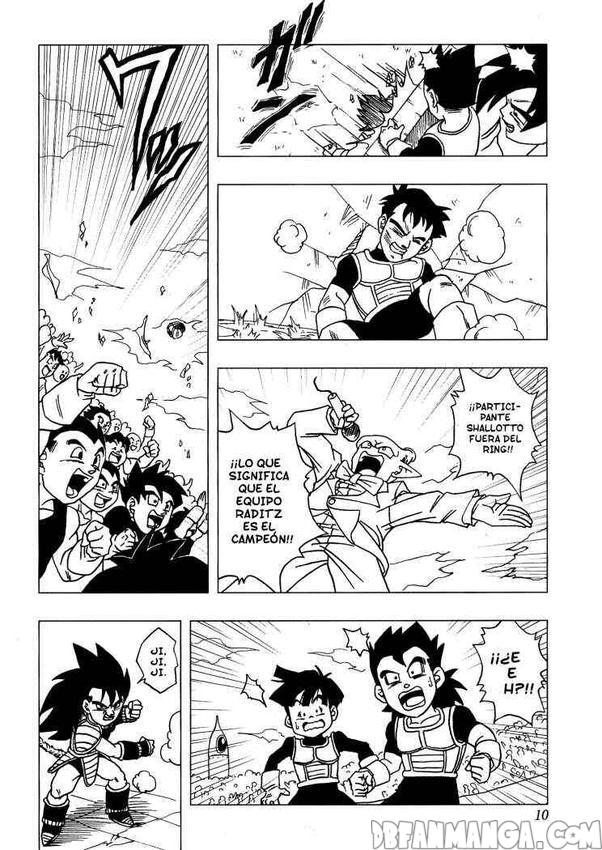 ¡¡PARTICI-
PANTE
SHALLOTTO
FUERA DEL
RING!!
¡¡LO QUE
SIGNIFICA
QUE EL
EQUIPO
RADITZ
ES EL
CAMPEÓN!!
¡¡¿E
E
H?!!
JI,
JI,
JI.
10
DBFANMANGA.COM